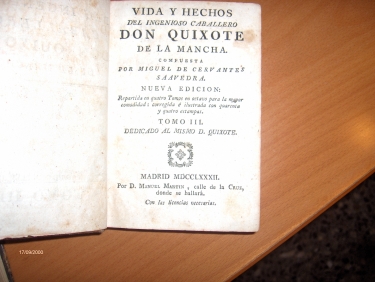 VIDA Y HECHOS
DEL INGENIOSO CABALLERO
DON QUIXOTE
DE LA MANCHA.
COMPUESTA
POR MIGUEL DE CERVANTES
SAAVEDRA.
NUEVA EDICION:
Repartida en quatro Tomos en octavo para la mayor
comodidad: corregida é ilustrada con quarenta
y quatro estampas.
TOMO III.
DEDICADO AL MISMO D. QUIXOTE.
MADRID MDCCLXXXII.
Por D. MANUEL MARTIN, calle de la Cruz,
donde se hallará.
Con las licencias necesarias.
17/09/2000